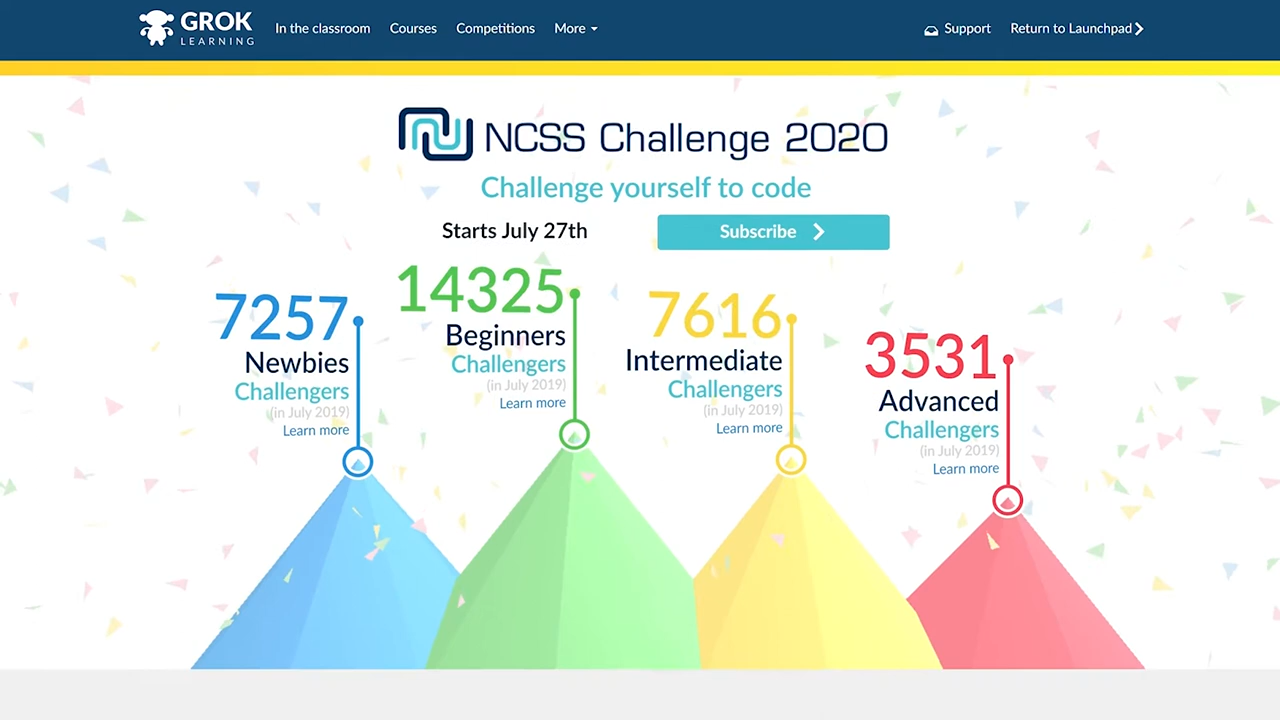 GROK
LEARNING
In the classroom
Courses
Competitions
More
Support
Return to Launchpad
NCSS Challenge 2020
Challenge yourself to code
Starts July 27th
Subscribe
7257
Newbies
Challengers
(in July 2019)
Learn more
14325
Beginners
Challengers
(in July 2019)
Learn more
7616
Intermediate
Challengers
(in July 2019)
Learn more
3531
Advanced
Challengers
(in July 2019)
Learn more